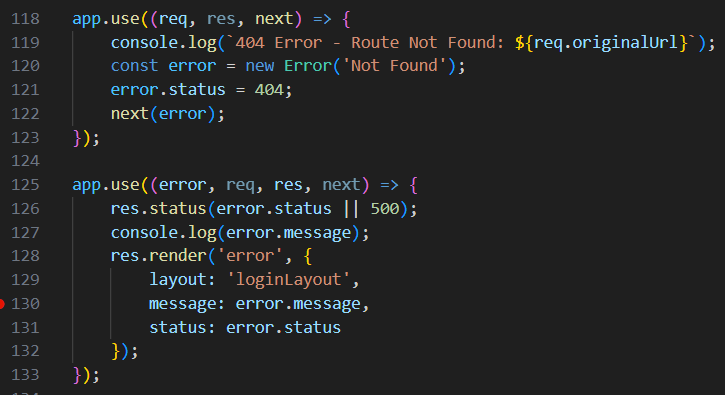 118 app.use((req, res, next) => {
119     console.log(`404 Error - Route Not Found: ${req.originalUrl}`);
120     const error = new Error('Not Found');
121     error.status = 404;
122     next(error);
123 });
124
125 app.use((error, req, res, next) => {
126     res.status(error.status || 500);
127     console.log(error.message);
128     res.render('error', {
129         layout: 'loginLayout',
130         message: error.message,
131         status: error.status
132     });
133 });